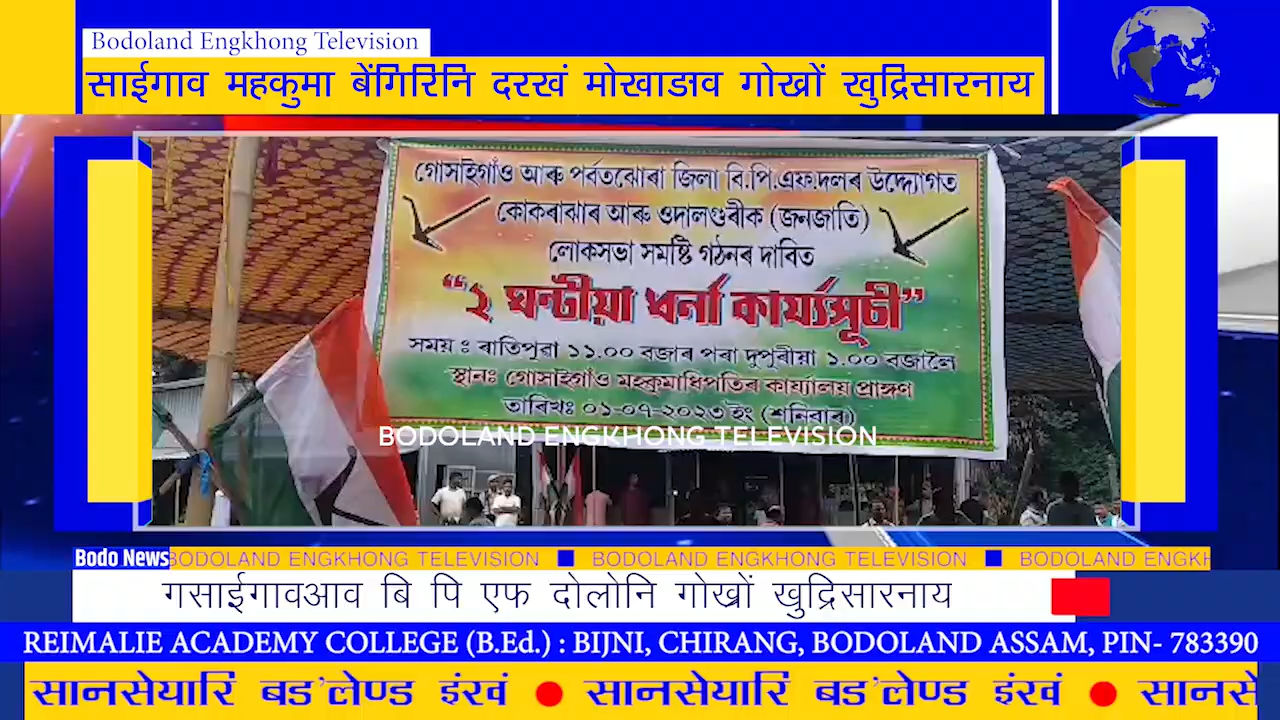 Bodoland Engkhong Television
साईगाव महकुमा बेंगिरिनि दरखं मोखाङाव गोख्रों खुद्रिसारनाय
গোসাইগাঁও আৰু পৰ্বতঝোৰা জিলা বি.পি.এফ.দলৰ উদ্দ্যোগত
কোকৰাঝাৰ আৰু ওদালগুৰীক (জনজাতি)
লোকসভা সমষ্টি গঠনৰ দাবিত
“২ ঘন্টীয়া ধৰ্না কাৰ্য্যসূচী”
সময় ঃ ৰাতিপুৱা ১১.০০ বজাৰ পৰা দুপুৰীয়া ১.০০ বজালৈ
স্থানঃ গোসাইগাঁও মহকুমাধিপতিৰ কাৰ্য্যালয় প্ৰাঙ্গণ
তাৰিখঃ ০১-০৭-২০২৩ ইং (শনিবাৰ)
BODOLAND ENGKHONG TELEVISION
Bodo News BODOLAND ENGKHONG TELEVISION ■ BODOLAND ENGKHONG TELEVISION ■ BODOLAND ENGKH
गसाईगावआव बि पि एफ दोलोनि गोख्रों खुद्रिसारनाय
REIMALIE ACADEMY COLLEGE (B.Ed.) : BIJNI, CHIRANG, BODOLAND ASSAM, PIN- 783390
सानसेयारि बड'लेण्ड इंखं ● सानसेयारि बड'लेण्ड इंखं ● सानसे